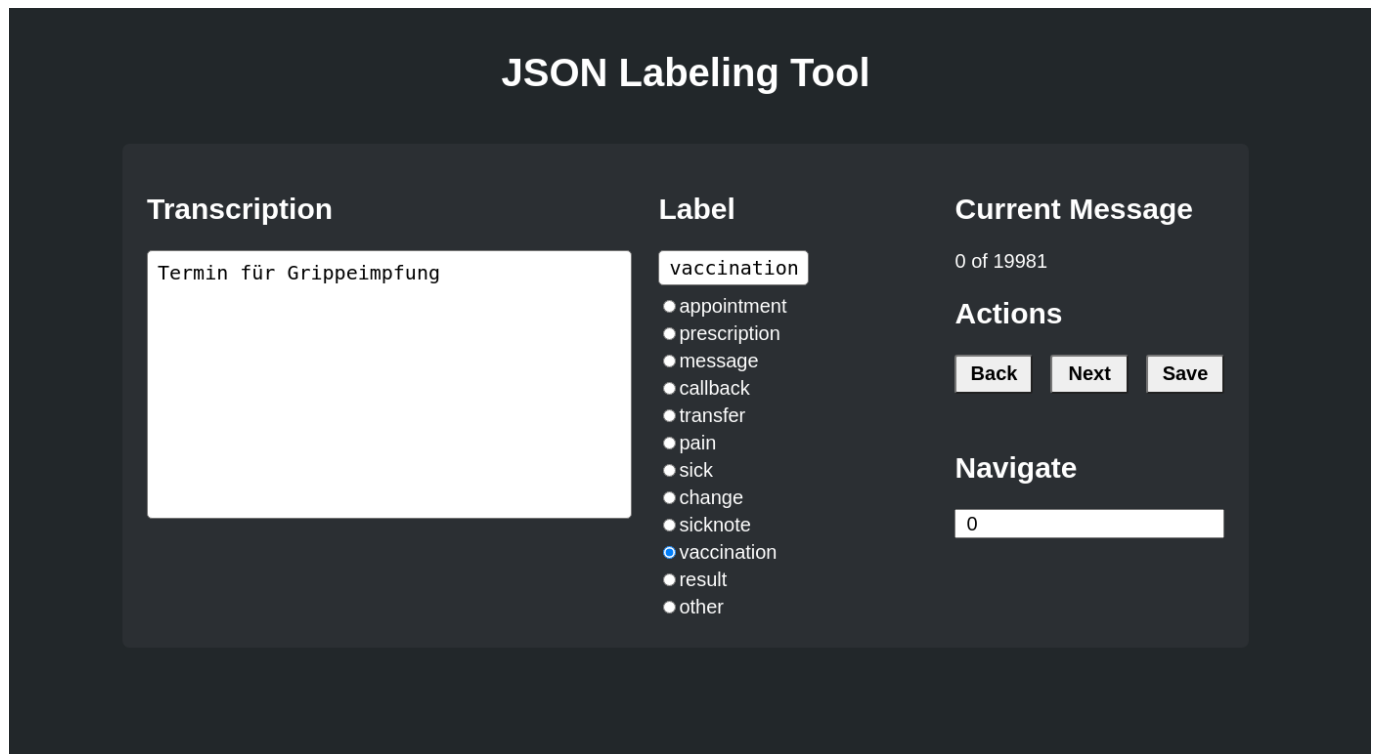 JSON Labeling Tool
Transcription
Termin für Grippeimpfung
Label
vaccination
appointment
prescription
message
callback
transfer
pain
sick
change
sicknote
vaccination
result
other
Current Message
0 of 19981
Actions
Back Next Save
Navigate
0